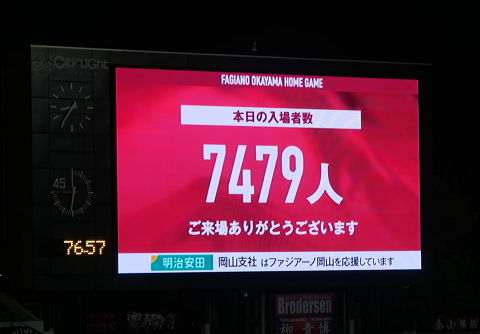 City Light
FAGIANO OKAYAMA HOME GAME
本日の入場者数
7479人
ご来場ありがとうございます
45
76.57
明治安田 岡山支社 はファジアーノ岡山を応援しています
Brodersen